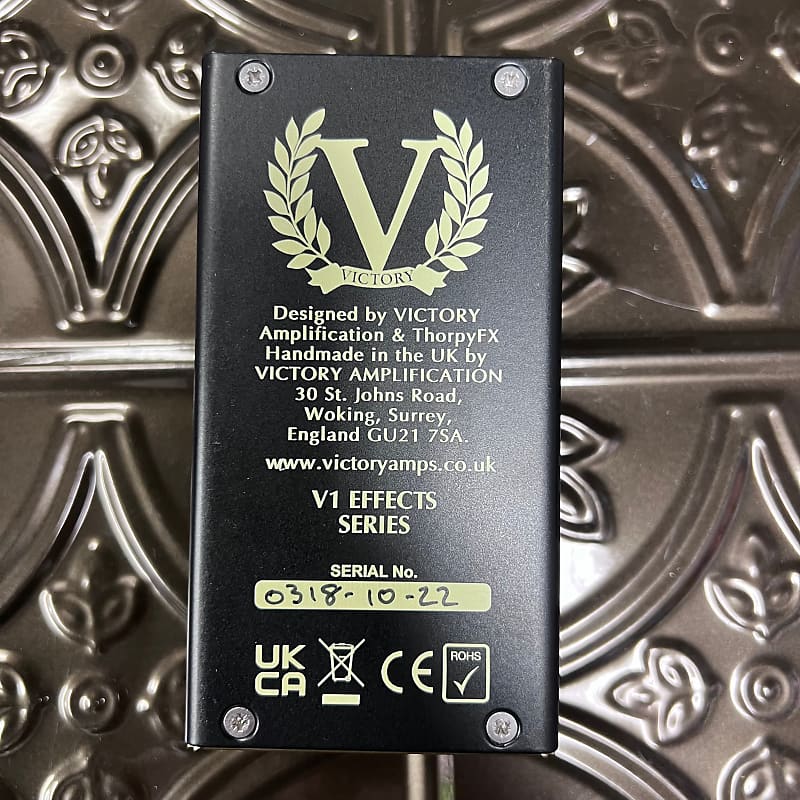 V
VICTORY
Designed by VICTORY
Amplification & ThorpyFX
Handmade in the UK by
VICTORY AMPLIFICATION
30 St. Johns Road,
Woking, Surrey,
England GU21 7SA.
www.victoryamps.co.uk
V1 EFFECTS
SERIES
SERIAL No.
0318-10-22
UK
CA
CE
ROHS